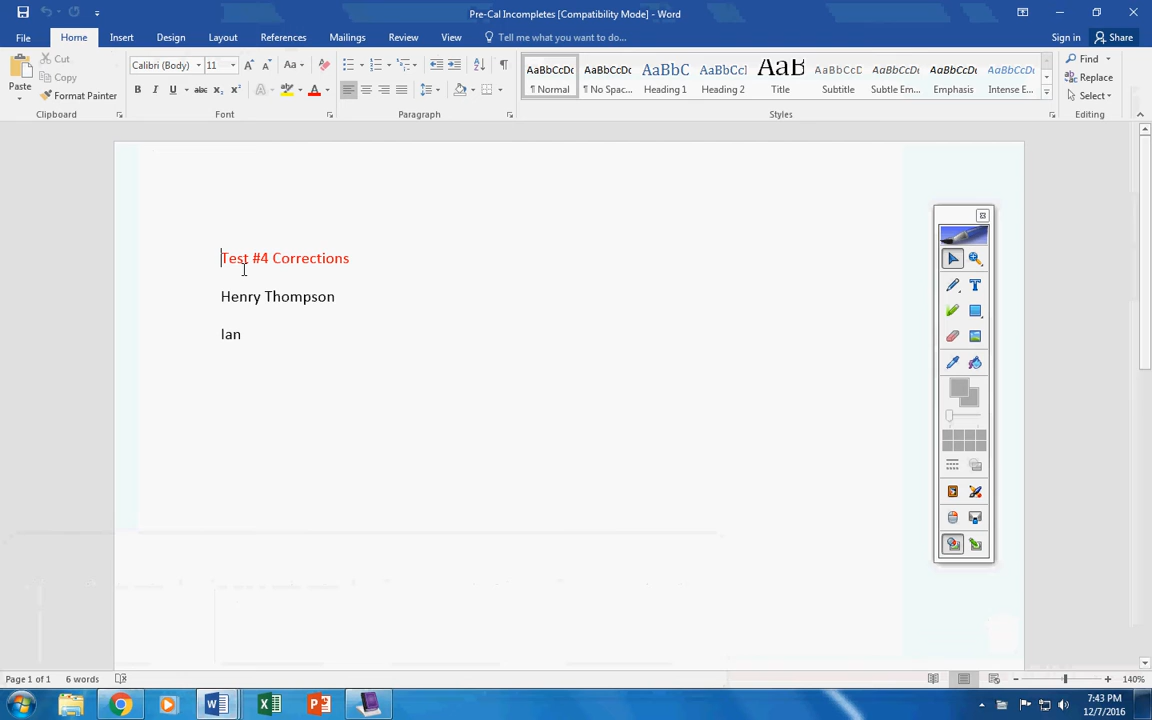 Pre-Cal Incompletes [Compatibility Mode] - Word
File Home Insert Design Layout References Mailings Review View Tell me what you want to do... Sign in Share
Cut
Copy
Format Painter
Paste
Clipboard
Calibri (Body) 11
Font
Paragraph
AaBbCcDc AaBbCcDc AaBbC AaBbCcI AaB AaBbCcD AaBbCcD AaBbCcDc AaBbCcDc
¶ Normal ¶ No Spac... Heading 1 Heading 2 Title Subtitle Subtle Em... Emphasis Intense E...
Styles
Find
Replace
Select
Editing
Test #4 Corrections
Henry Thompson
Ian
Page 1 of 1 6 words 140%
7:43 PM
12/7/2016